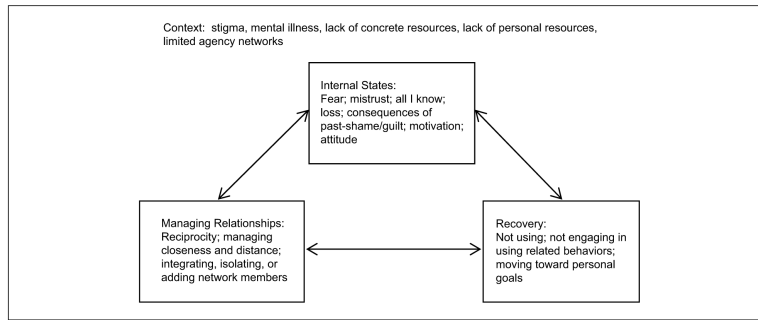 Context:  stigma, mental illness, lack of concrete resources, lack of personal resources,
limited agency networks
Internal States:
Fear; mistrust; all I know;
loss; consequences of
past-shame/guilt; motivation;
attitude
Managing Relationships:
Reciprocity; managing
closeness and distance;
integrating, isolating, or
adding network members
Recovery:
Not using; not engaging in
using related behaviors;
moving toward personal
goals